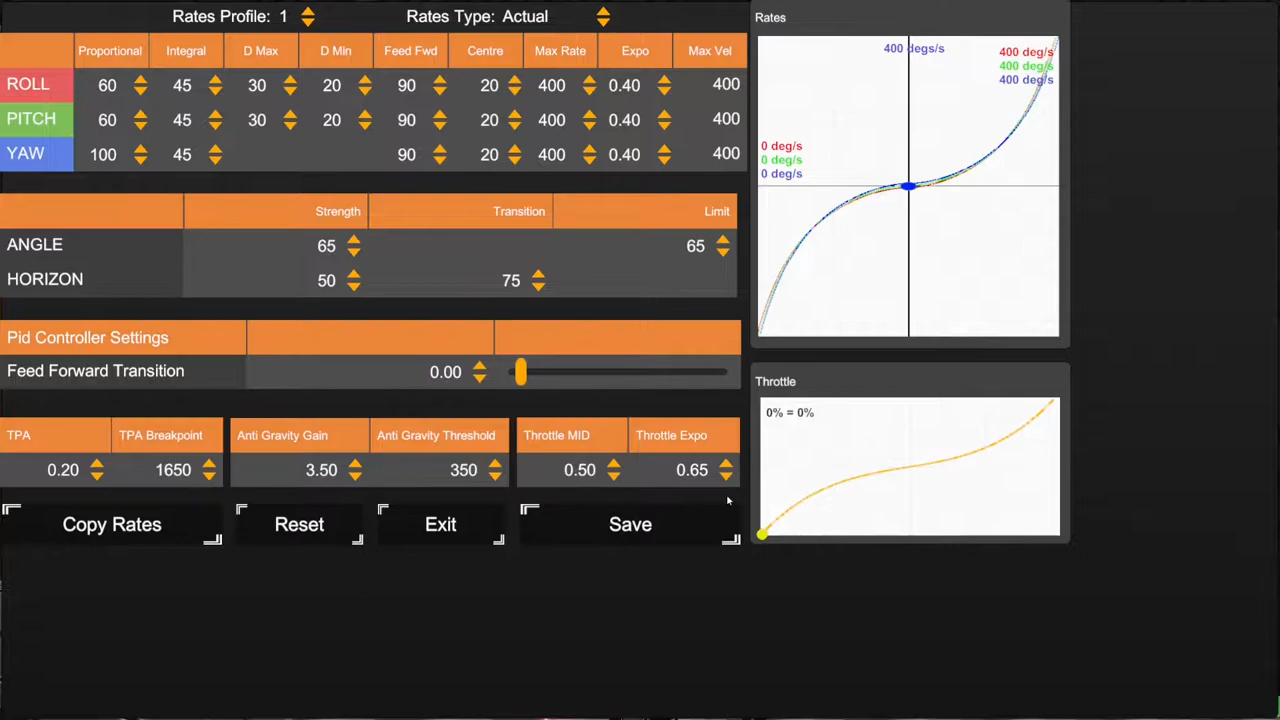 Rates Profile: 1 Rates Type: Actual
Proportional Integral D Max D Min Feed Fwd Centre Max Rate Expo Max Vel
ROLL 60 45 30 20 90 20 400 0.40 400
PITCH 60 45 30 20 90 20 400 0.40 400
YAW 100 45 90 20 400 0.40 400
Strength Transition Limit
ANGLE 65 65
HORIZON 50 75
Pid Controller Settings
Feed Forward Transition 0.00
TPA TPA Breakpoint Anti Gravity Gain Anti Gravity Threshold Throttle MID Throttle Expo
0.20 1650 3.50 350 0.50 0.65
Copy Rates Reset Exit Save
Rates
400 degs/s
400 deg/s
400 deg/s
400 deg/s
0 deg/s
0 deg/s
0 deg/s
Throttle
0% = 0%